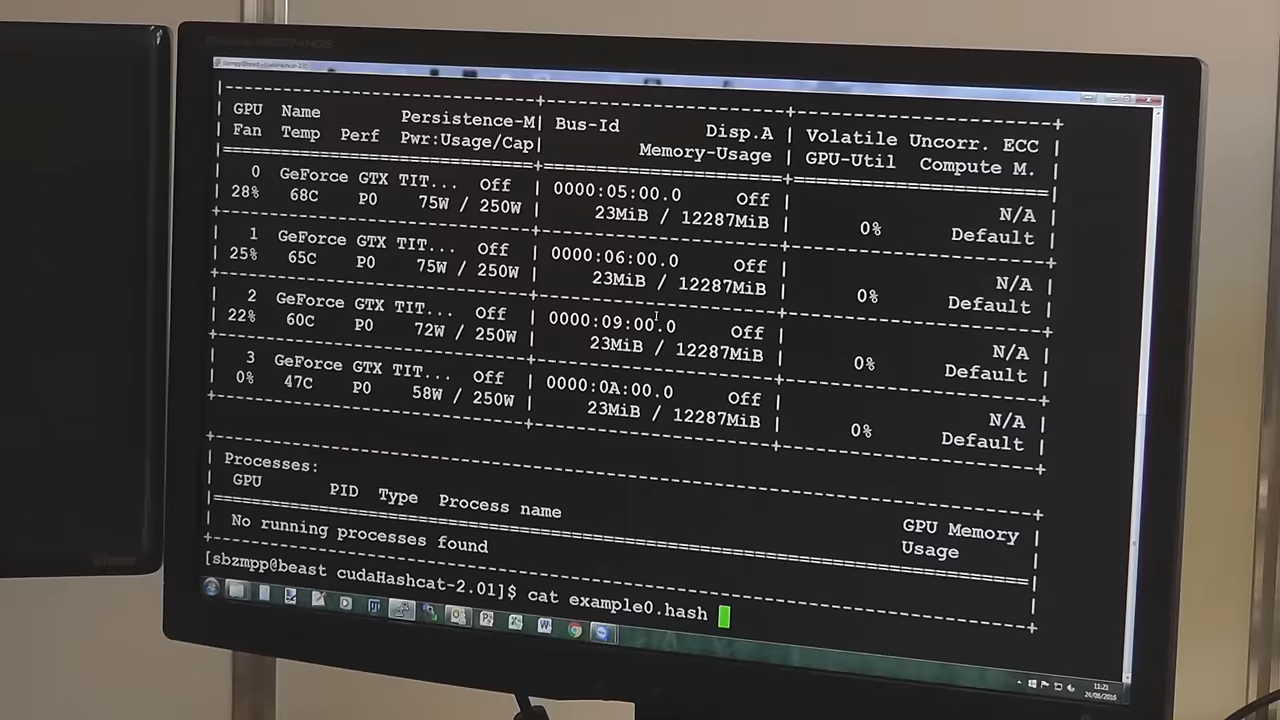 GPU Name Persistence-M| Bus-Id Disp.A | Volatile Uncorr. ECC |
Fan Temp Perf Pwr:Usage/Cap| Memory-Usage | GPU-Util Compute M.
0 GeForce GTX TIT... Off | 0000:05:00.0 Off | N/A |
28% 68C P0 75W / 250W | 23MiB / 12287MiB | 0% Default |
1 GeForce GTX TIT... Off | 0000:06:00.0 Off | N/A |
25% 65C P0 75W / 250W | 23MiB / 12287MiB | 0% Default |
2 GeForce GTX TIT... Off | 0000:09:00.0 Off | N/A |
22% 60C P0 72W / 250W | 23MiB / 12287MiB | 0% Default |
3 GeForce GTX TIT... Off | 0000:0A:00.0 Off | N/A |
0% 47C P0 58W / 250W | 23MiB / 12287MiB | 0% Default |
Processes: GPU Memory |
GPU PID Type Process name Usage |
No running processes found
[sbzmpp@beast cudaHashcat-2.01]$ cat example0.hash
11:21
24/06/2016